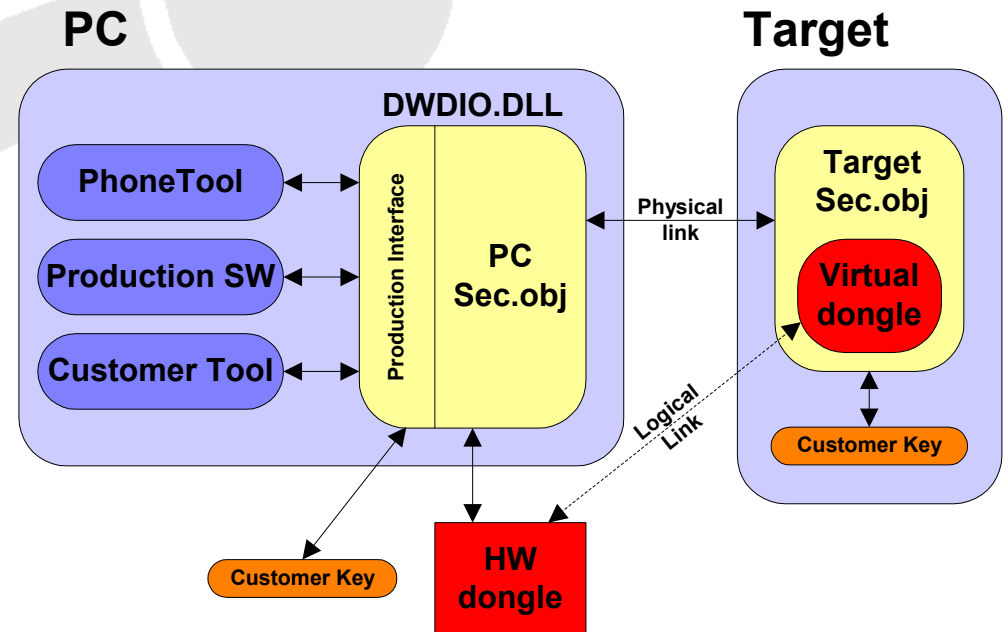 PC
Target
DWDIO.DLL
PhoneTool
Production SW
Customer Tool
Production Interface
PC
Sec.obj
Physical
link
Target
Sec.obj
Virtual
dongle
Logical
Link
Customer Key
Customer Key
HW
dongle